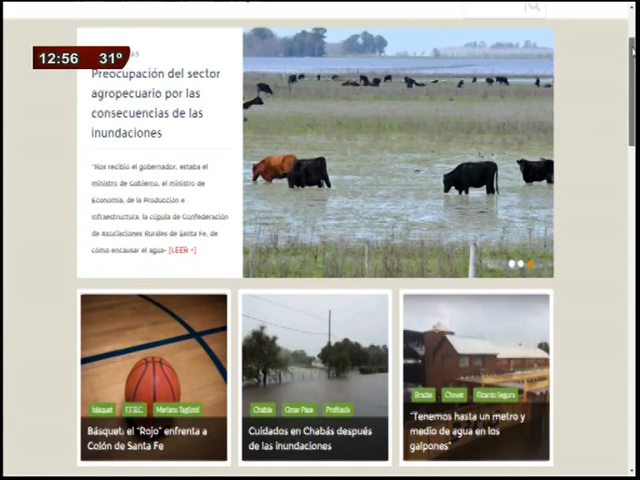 12:56 31º
Preocupación del sector
agropecuario por las
consecuencias de las
inundaciones
"Nos recibió el gobernador, estaba el
ministro de Gobierno, el ministro de
Economía, de la Producción e
Infraestructura, la cúpula de Confederación
de Asociaciones Rurales de Santa Fe, de
cómo encausar el agua- [LEER +]
básquet F.F.B.C. Mariano Taglioti
Básquet: el "Rojo" enfrenta a
Colón de Santa Fe
Chabás Omar Pace Profilaxis
Cuidados en Chabás después
de las inundaciones
Bradas Chovet Ricardo Segura
"Tenemos hasta un metro y
medio de agua en los
galpones"